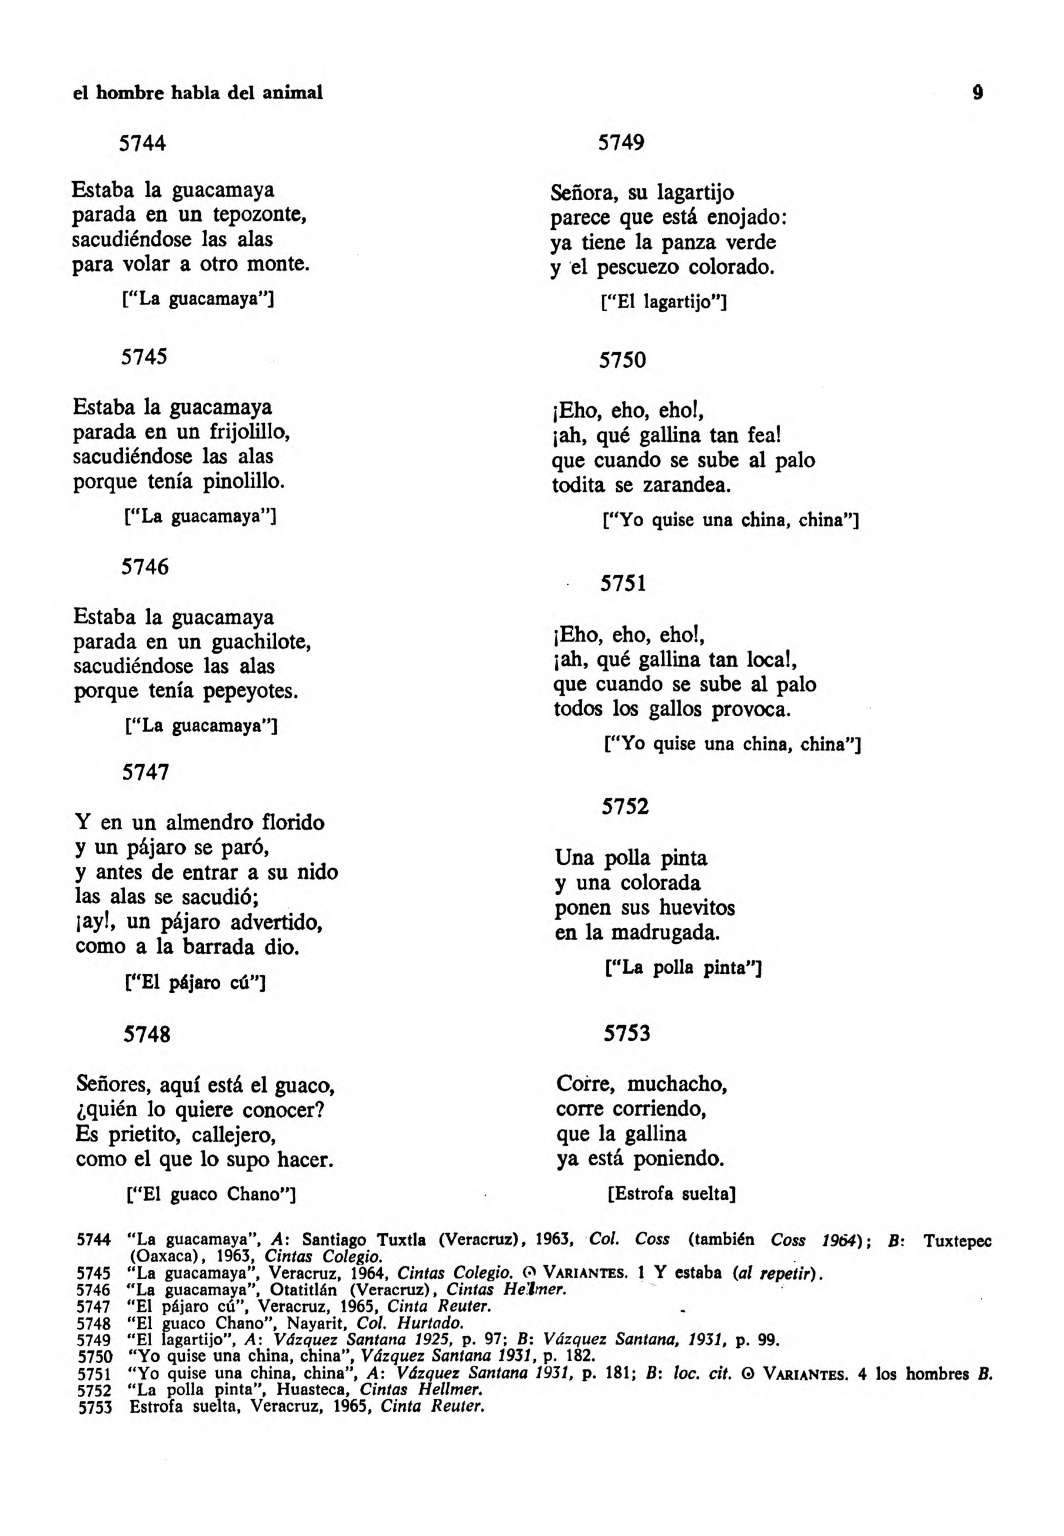 el hombre habla del animal 9
5744
Estaba la guacamaya
parada en un tepozonte,
sacudiéndose las alas
para volar a otro monte.
["La guacamaya"]
5745
Estaba la guacamaya
parada en un frijolillo,
sacudiéndose las alas
porque tenía pinolillo.
["La guacamaya"]
5746
Estaba la guacamaya
parada en un guachilote,
sacudiéndose las alas
porque tenía pepeyotes.
["La guacamaya"]
5747
Y en un almendro florido
y un pájaro se paró,
y antes de entrar a su nido
las alas se sacudió;
¡ay!, un pájaro advertido,
como a la barrada dio.
["El pájaro cú"]
5748
Señores, aquí está el guaco,
¿quién lo quiere conocer?
Es prietito, callejero,
como el que lo supo hacer.
["El guaco Chano"]
5749
Señora, su lagartijo
parece que está enojado:
ya tiene la panza verde
y el pescuezo colorado.
["El lagartijo"]
5750
¡Eho, eho, eho!,
¡ah, qué gallina tan fea!
que cuando se sube al palo
todita se zarandea.
["Yo quise una china, china"]
5751
¡Eho, eho, eho!,
¡ah, qué gallina tan loca!,
que cuando se sube al palo
todos los gallos provoca.
["Yo quise una china, china"]
5752
Una polla pinta
y una colorada
ponen sus huevitos
en la madrugada.
["La polla pinta"]
5753
Corre, muchacho,
corre corriendo,
que la gallina
ya está poniendo.
[Estrofa suelta]
5744 "La guacamaya", A: Santiago Tuxtla (Veracruz), 1963, Col. Coss (también Coss 1964); B: Tuxtepec
(Oaxaca), 1963, Cintas Colegio.
5745 "La guacamaya", Veracruz, 1964, Cintas Colegio. ⊙ VARIANTES. 1 Y estaba (al repetir).
5746 "La guacamaya", Otatitlán (Veracruz), Cintas Hellmer.
5747 "El pájaro cú", Veracruz, 1965, Cinta Reuter.
5748 "El guaco Chano", Nayarit, Col. Hurtado.
5749 "El lagartijo", A: Vázquez Santana 1925, p. 97; B: Vázquez Santana, 1931, p. 99.
5750 "Yo quise una china, china", Vázquez Santana 1931, p. 182.
5751 "Yo quise una china, china", A: Vázquez Santana 1931, p. 181; B: loc. cit. ⊙ VARIANTES. 4 los hombres B.
5752 "La polla pinta", Huasteca, Cintas Hellmer.
5753 Estrofa suelta, Veracruz, 1965, Cinta Reuter.